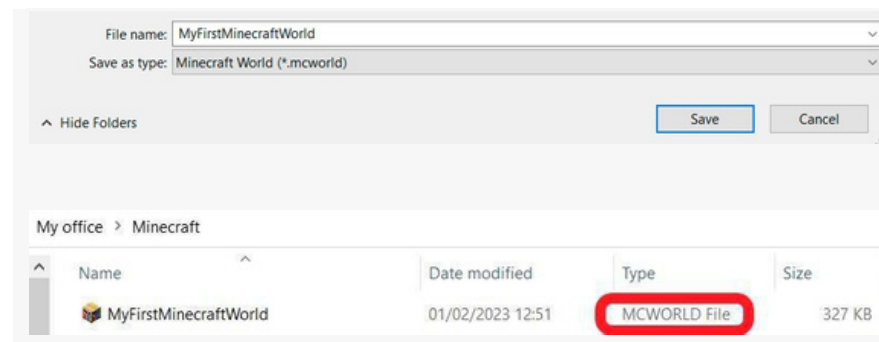 File name: MyFirstMinecraftWorld
Save as type: Minecraft World (*.mcworld)
Hide Folders Save Cancel
My office > Minecraft
Name Date modified Type Size
MyFirstMinecraftWorld 01/02/2023 12:51 MCWORLD File 327 KB